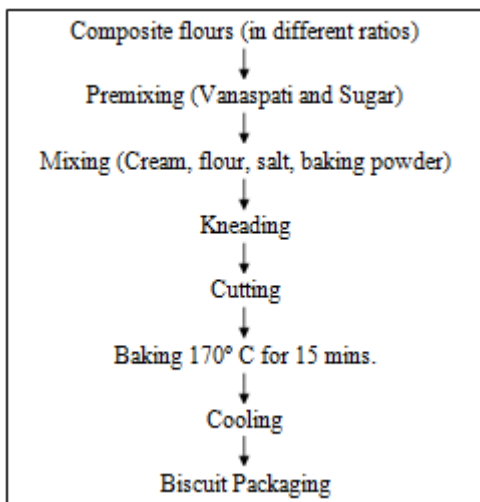 Composite flours (in different ratios)
Premixing (Vanaspati and Sugar)
Mixing (Cream, flour, salt, baking powder)
Kneading
Cutting
Baking 170° C for 15 mins.
Cooling
Biscuit Packaging